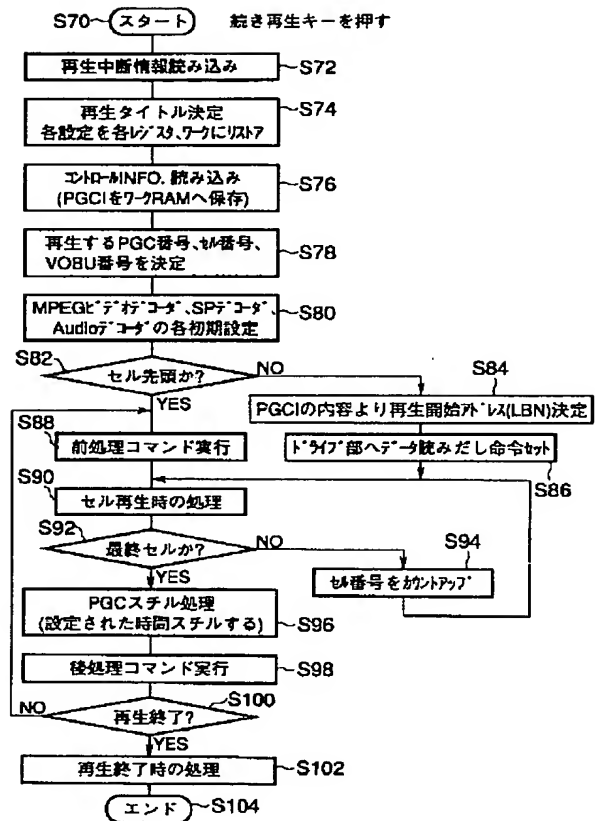 S70 スタート 続き再生キーを押す
再生中断情報読み込み S72
再生タイトル決定
各設定を各レジスタ、ワークにリストア S74
コントロールINFO. 読み込み
(PGCIをワークRAMへ保存) S76
再生するPGC番号、セル番号、
VOBU番号を決定 S78
MPEGビデオデコーダ、SPデコーダ、
Audioデコーダの各初期設定 S80
S82 セル先頭か? NO S84
YES PGCIの内容より再生開始アドレス(LBN)決定
S88 前処理コマンド実行 ドライブ部へデータ読みだし命令セット
S86
S90 セル再生時の処理
S92 最終セルか? NO S94
YES セル番号をカウントアップ
PGCスチル処理
(設定された時間スチルする) S96
後処理コマンド実行 S98
NO 再生終了? S100
YES
再生終了時の処理 S102
エンド S104